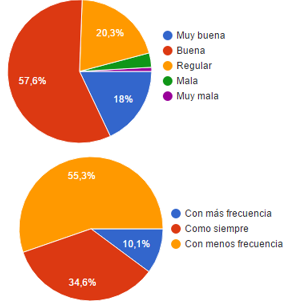 20,3%
57,6%
18%
Muy buena
Buena
Regular
Mala
Muy mala
55,3%
10,1%
34,6%
Con más frecuencia
Como siempre
Con menos frecuencia